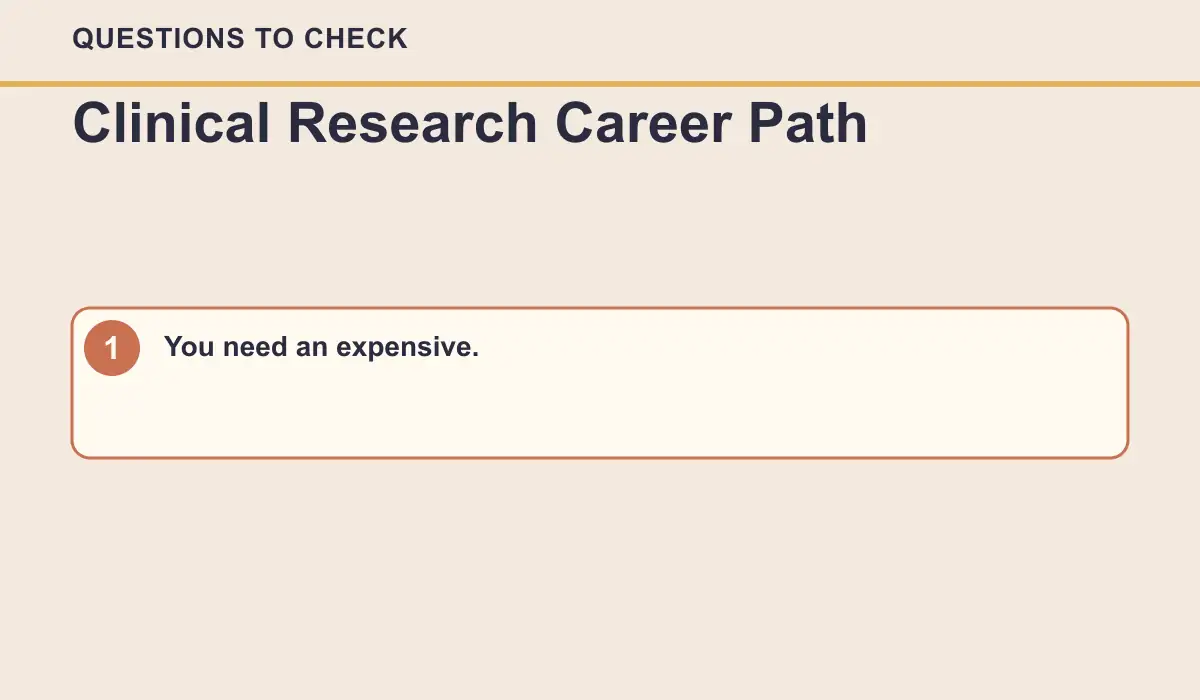 QUESTIONS TO CHECK
Clinical Research Career Path
1 You need an expensive.